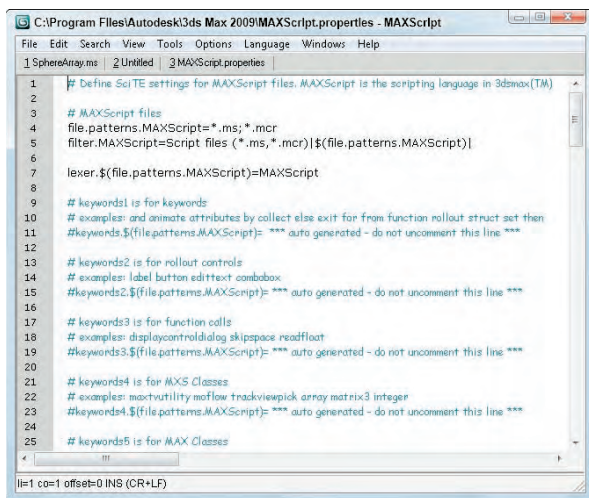 C:\Program Files\Autodesk\3ds Max 2009\MAXScript.properties - MAXScript
File Edit Search View Tools Options Language Windows Help
1 SphereArray.ms 2 Untitled 3 MAXScript.properties
1 # Define SciTE settings for MAXScript files. MAXScript is the scripting language in 3dsmax(TM)
2
3 # MAXScript files
4 file.patterns.MAXScript=*.ms;*.mcr
5 filter.MAXScript=Script files (*.ms,*.mcr)|$(file.patterns.MAXScript)|
6
7 lexer.$(file.patterns.MAXScript)=MAXScript
8
9 # keywords1 is for keywords
10 # examples: and animate attributes by collect else exit for from function rollout struct set then
11 #keywords.$(file.patterns.MAXScript)= *** auto generated - do not uncomment this line ***
12
13 # keywords2 is for rollout controls
14 # examples: label button edittext combobox
15 #keywords2.$(file.patterns.MAXScript)= *** auto generated - do not uncomment this line ***
16
17 # keywords3 is for function calls
18 # examples: displaycontroldialog skipspace readfloat
19 #keywords3.$(file.patterns.MAXScript)= *** auto generated - do not uncomment this line ***
20
21 # keywords4 is for MXS Classes
22 # examples: maxtvutility moflow trackviewpick array matrix3 integer
23 #keywords4.$(file.patterns.MAXScript)= *** auto generated - do not uncomment this line ***
24
25 # keywords5 is for MAX Classes
li=1 co=1 offset=0 INS (CR+LF)